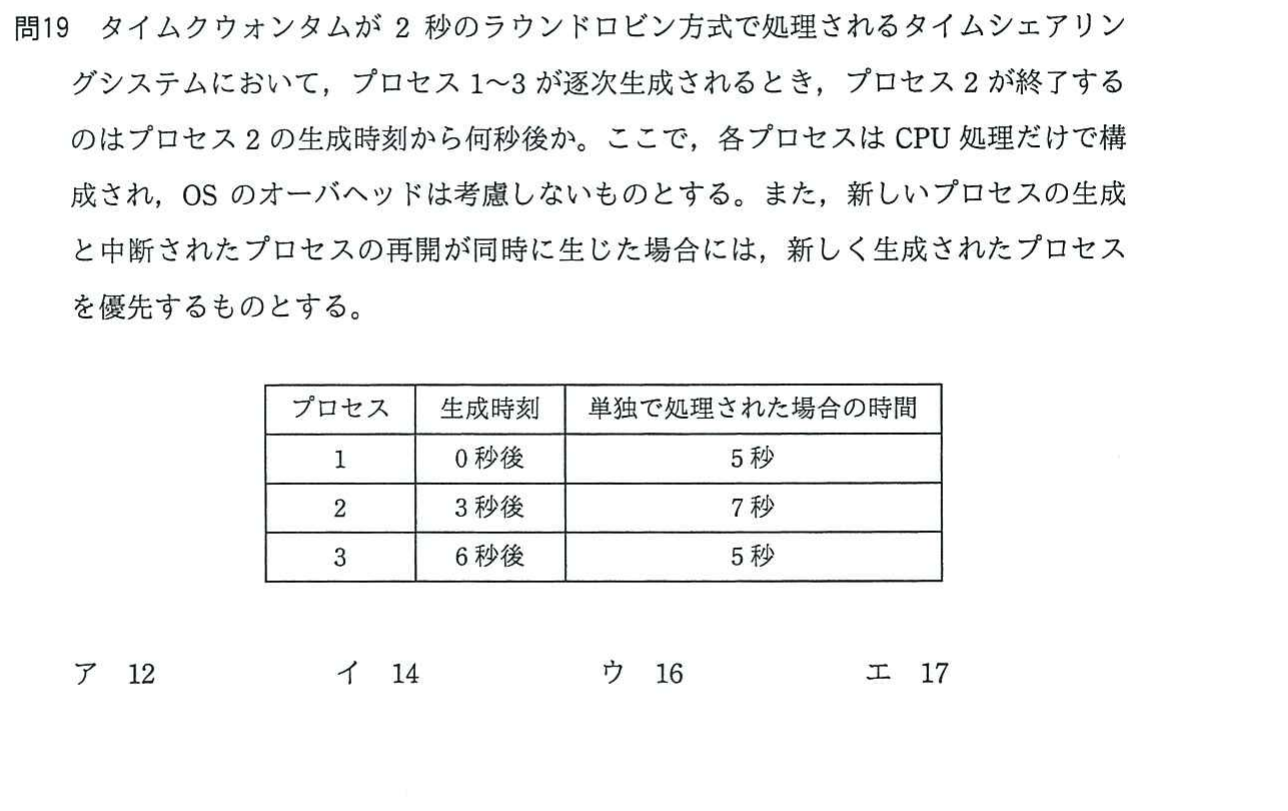 問19 タイムクウォンタムが 2 秒のラウンドロビン方式で処理されるタイムシェアリン
グシステムにおいて，プロセス 1～3 が逐次生成されるとき，プロセス 2 が終了する
のはプロセス 2 の生成時刻から何秒後か。ここで，各プロセスは CPU 処理だけで構
成され，OS のオーバヘッドは考慮しないものとする。また，新しいプロセスの生成
と中断されたプロセスの再開が同時に生じた場合には，新しく生成されたプロセス
を優先するものとする。
プロセス 生成時刻 単独で処理された場合の時間
1 0 秒後 5 秒
2 3 秒後 7 秒
3 6 秒後 5 秒
ア 12 イ 14 ウ 16 エ 17